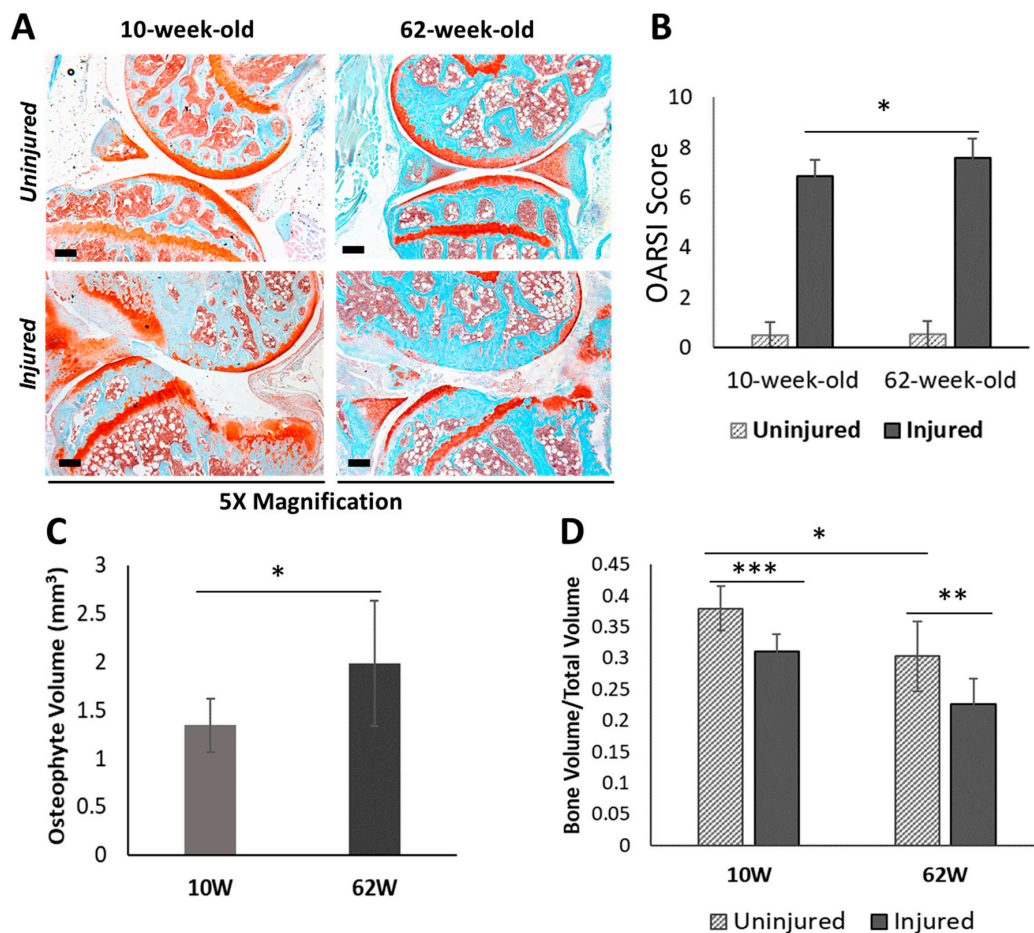 A
10-week-old
62-week-old
Uninjured
Injured
5X Magnification
B
OARSI Score
10
8
6
4
2
0
*
10-week-old
62-week-old
Uninjured
Injured
C
Osteophyte Volume (mm³)
3
2.5
2
1.5
1
0.5
0
*
10W
62W
D
Bone Volume/Total Volume
0.45
0.4
0.35
0.3
0.25
0.2
0.15
0.1
0.05
0
*
***
**
10W
62W
Uninjured
Injured